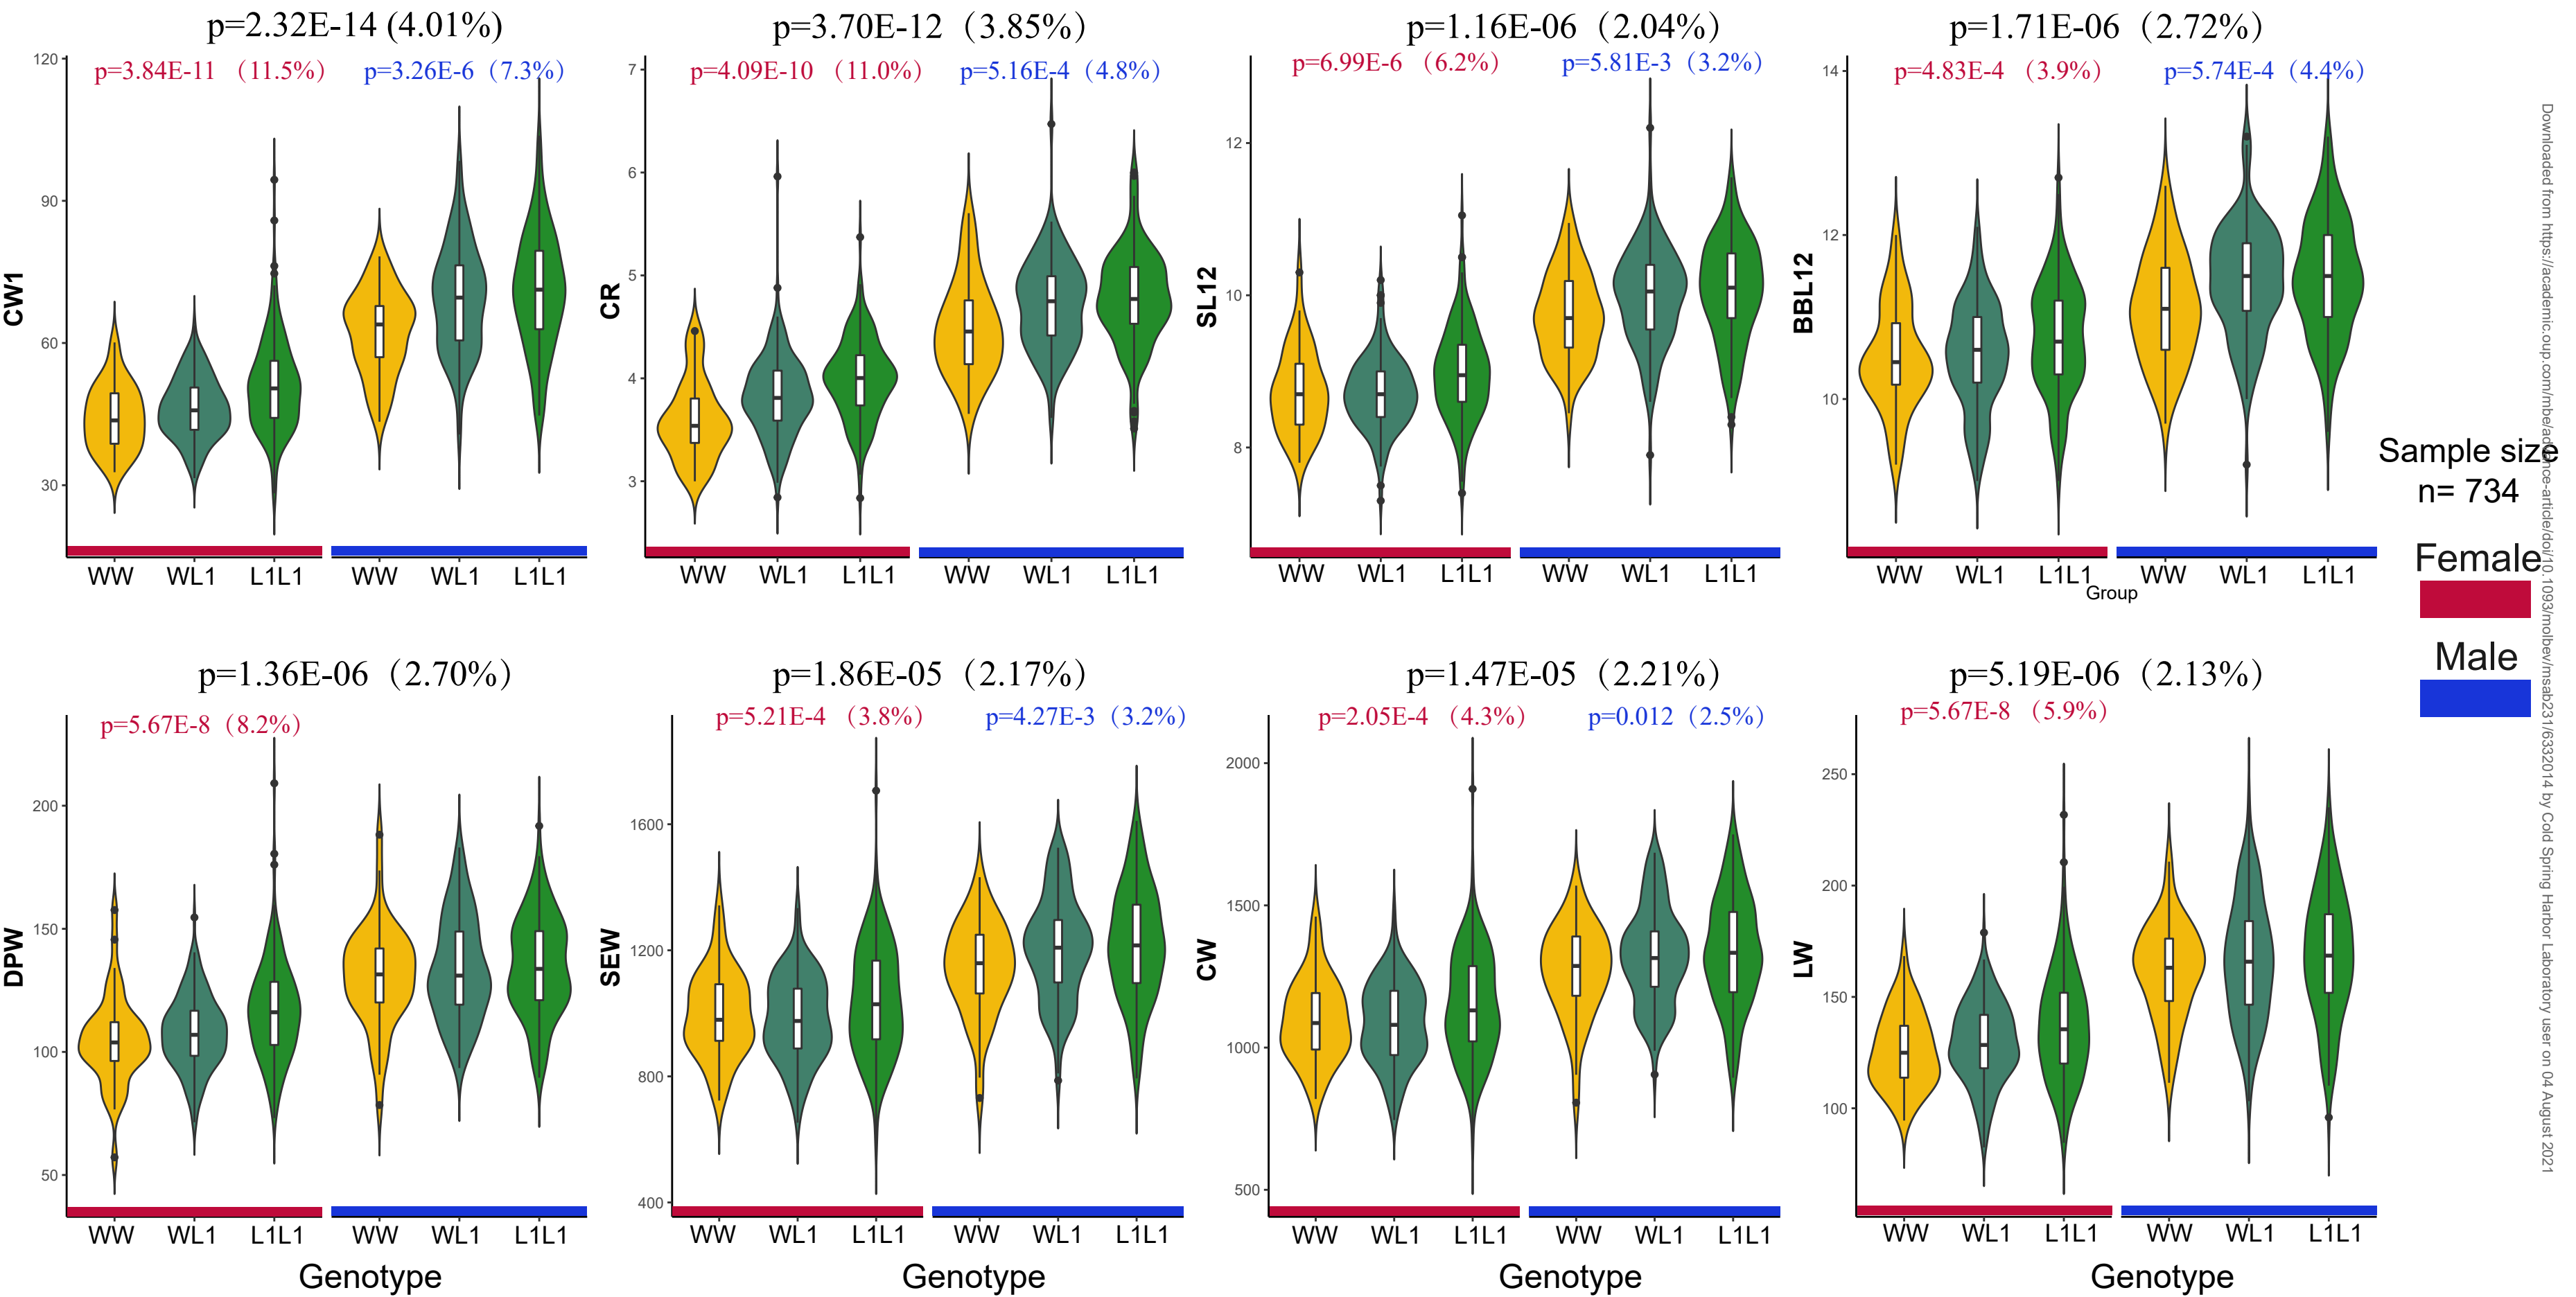 p=2.32E-14 (4.01%)
p=3.84E-11 (11.5%)
p=3.26E-6 (7.3%)
120
90
60
30
CW1
WW WL1 L1L1 WW WL1 L1L1
p=3.70E-12 (3.85%)
p=4.09E-10 (11.0%)
p=5.16E-4 (4.8%)
7
6
5
4
3
CR
WW WL1 L1L1 WW WL1 L1L1
p=1.16E-06 (2.04%)
p=6.99E-6 (6.2%)
p=5.81E-3 (3.2%)
12
10
8
SL12
WW WL1 L1L1 WW WL1 L1L1
p=1.71E-06 (2.72%)
p=4.83E-4 (3.9%)
p=5.74E-4 (4.4%)
14
12
10
BBL12
WW WL1 L1L1 WW WL1 L1L1
Group
Sample size
n= 734
Female
Male
p=1.36E-06 (2.70%)
p=5.67E-8 (8.2%)
200
150
100
50
DPW
WW WL1 L1L1 WW WL1 L1L1
Genotype
p=1.86E-05 (2.17%)
p=5.21E-4 (3.8%)
p=4.27E-3 (3.2%)
1600
1200
800
400
SEW
WW WL1 L1L1 WW WL1 L1L1
Genotype
p=1.47E-05 (2.21%)
p=2.05E-4 (4.3%)
p=0.012 (2.5%)
2000
1500
1000
500
CW
WW WL1 L1L1 WW WL1 L1L1
Genotype
p=5.19E-06 (2.13%)
p=5.67E-8 (5.9%)
250
200
150
100
LW
WW WL1 L1L1 WW WL1 L1L1
Genotype
Downloaded from https://academic.oup.com/mbe/advance-article/doi/10.1093/molbev/msab231/6332014 by Cold Spring Harbor Laboratory user on 04 August 2021